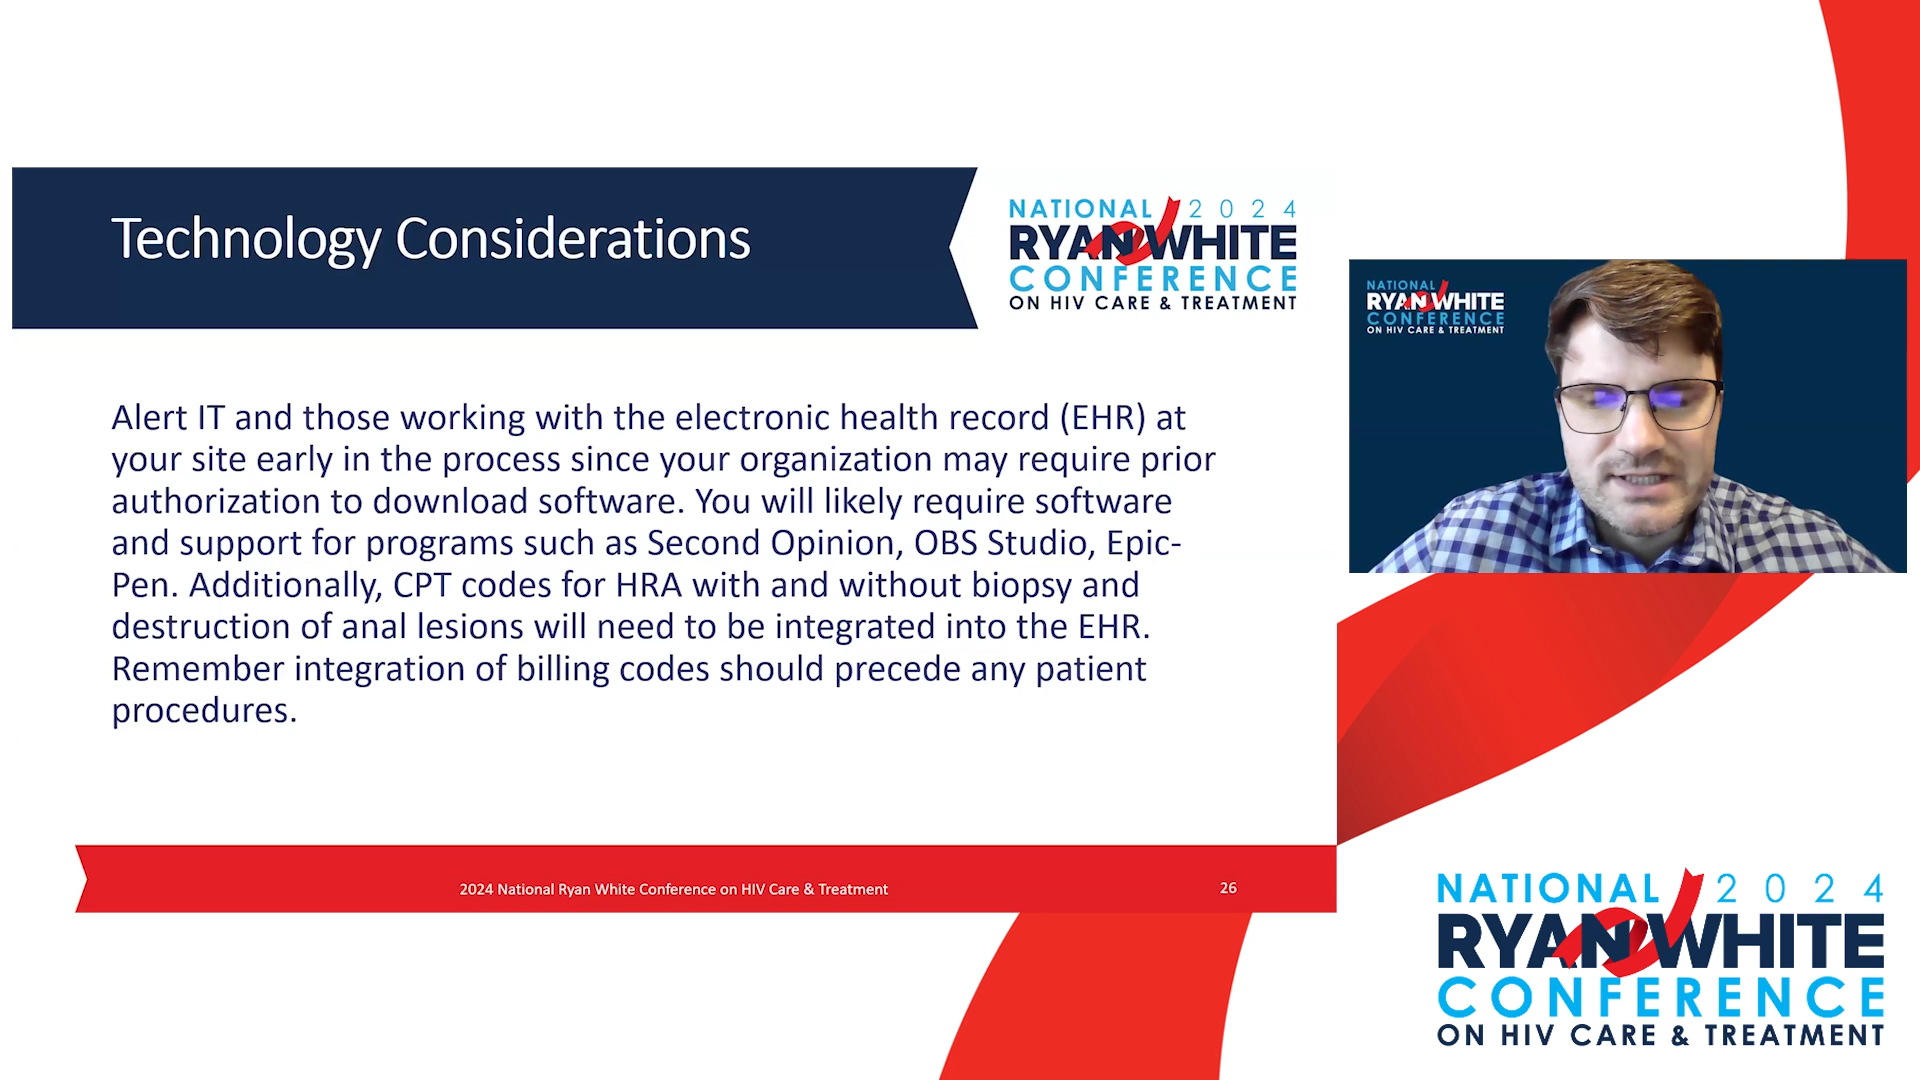 Technology Considerations
NATIONAL 2024
RYAN WHITE
CONFERENCE
ON HIV CARE & TREATMENT
Alert IT and those working with the electronic health record (EHR) at
your site early in the process since your organization may require prior
authorization to download software. You will likely require software
and support for programs such as Second Opinion, OBS Studio, Epic-
Pen. Additionally, CPT codes for HRA with and without biopsy and
destruction of anal lesions will need to be integrated into the EHR.
Remember integration of billing codes should precede any patient
procedures.
2024 National Ryan White Conference on HIV Care & Treatment
26
NATIONAL
RYAN WHITE
CONFERENCE
ON HIV CARE & TREATMENT
NATIONAL 2024
RYAN WHITE
CONFERENCE
ON HIV CARE & TREATMENT